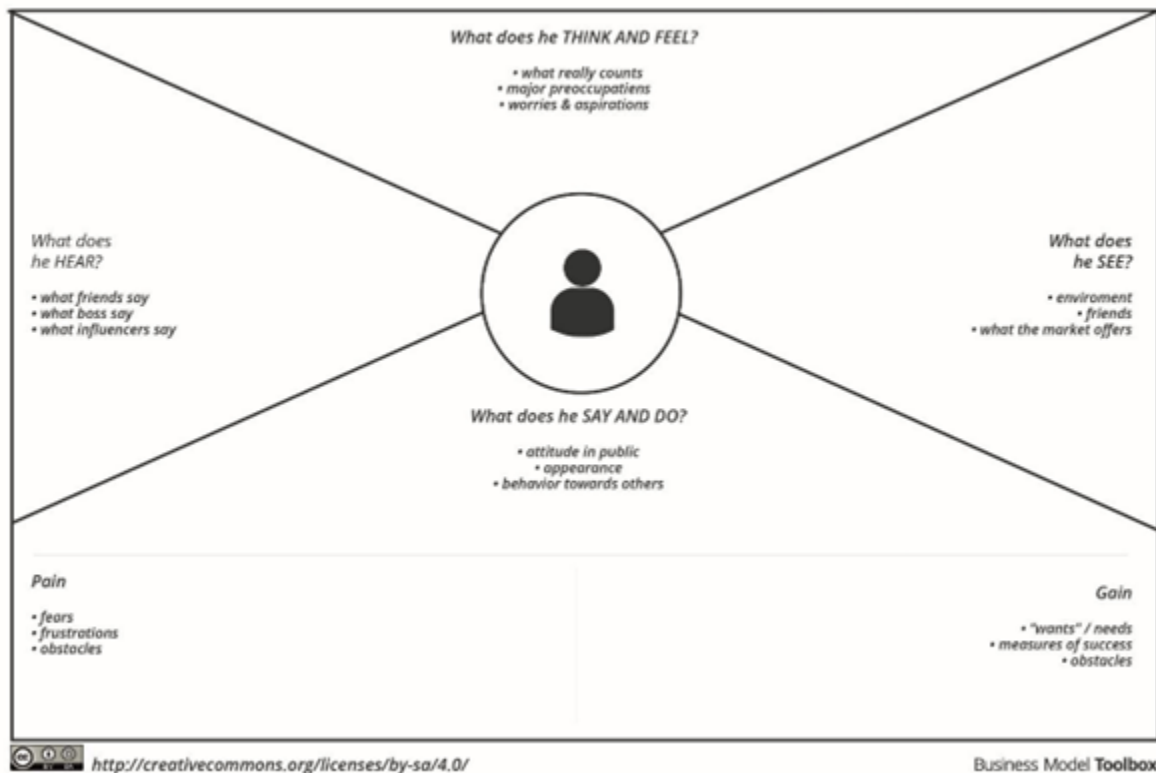 What does he THINK AND FEEL?
• what really counts
• major preoccupatiens
• worries & aspirations
What does
he HEAR?
• what friends say
• what boss say
• what influencers say
What does
he SEE?
• enviroment
• friends
• what the market offers
What does he SAY AND DO?
• attitude in public
• appearance
• behavior towards others
Pain
• fears
• frustrations
• obstacles
Gain
• "wants" / needs
• measures of success
• obstacles
cc
BY SA
http://creativecommons.org/licenses/by-sa/4.0/
Business Model Toolbox